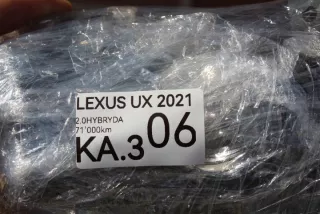 LEXUS UX 2021
2.0HYBRYDA
71'000km
KA.306